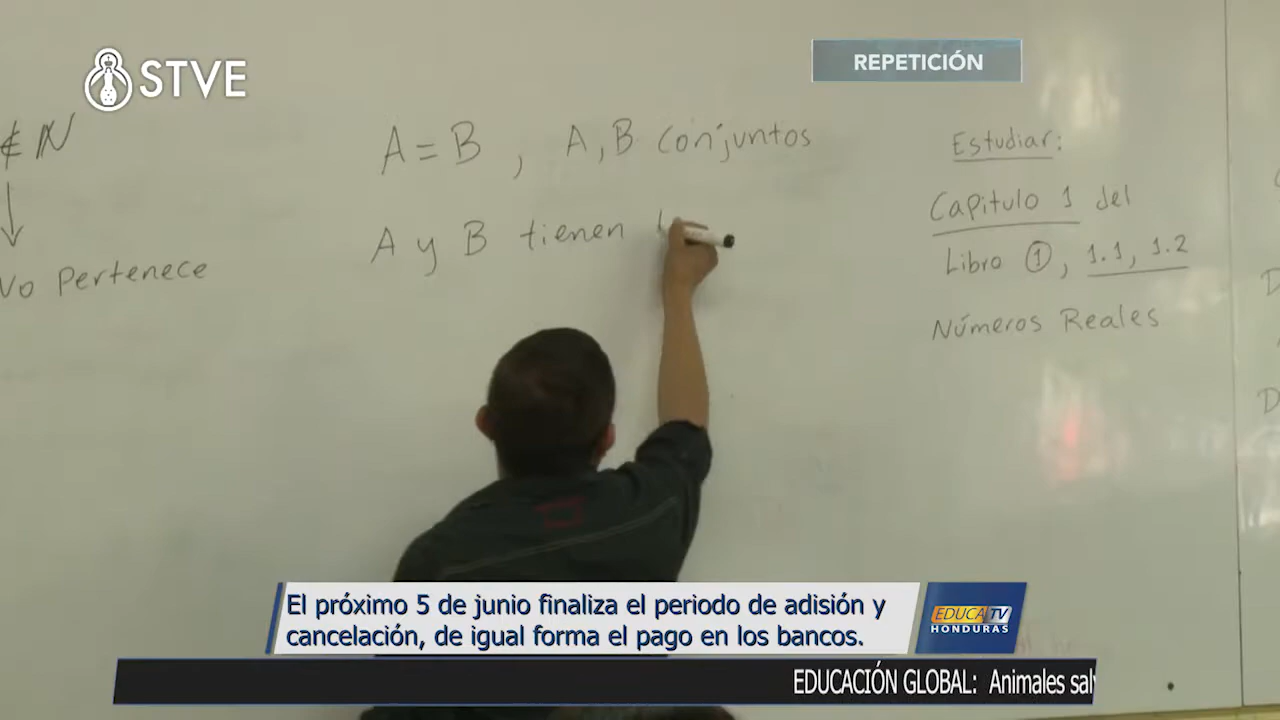 STVE
REPETICIÓN
∉ N
No Pertenece
A = B , A, B conjuntos
A y B tienen
Estudiar:
Capitulo 1 del
Libro ①, 1.1, 1.2
Números Reales
El próximo 5 de junio finaliza el periodo de adisión y
cancelación, de igual forma el pago en los bancos.
EDUCA TV
HONDURAS
EDUCACIÓN GLOBAL: Animales